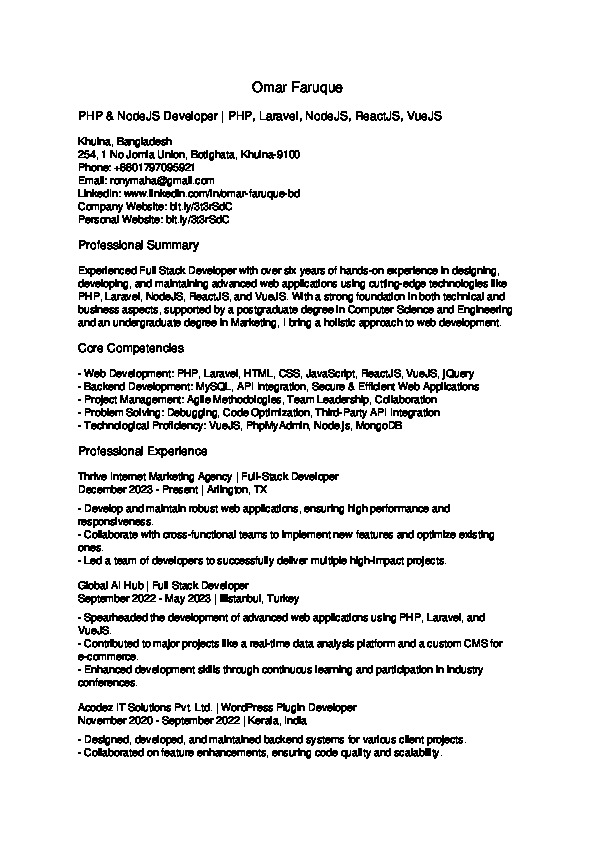 Omar Faruque
PHP & NodeJS Developer | PHP, Laravel, NodeJS, ReactJS, VueJS
Khulna, Bangladesh
254, 1 No Jomla Union, Botighata, Khulna-9100
Phone: +8801797095921
Email: ronymaha@gmail.com
LinkedIn: www.linkedin.com/in/omar-faruque-bd
Company Website: bit.ly/3t3rSdC
Personal Website: bit.ly/3t3rSdC
Professional Summary
Experienced Full Stack Developer with over six years of hands-on experience in designing,
developing, and maintaining advanced web applications using cutting-edge technologies like
PHP, Laravel, NodeJS, ReactJS, and VueJS. With a strong foundation in both technical and
business aspects, supported by a postgraduate degree in Computer Science and Engineering
and an undergraduate degree in Marketing, I bring a holistic approach to web development.
Core Competencies
- Web Development: PHP, Laravel, HTML, CSS, JavaScript, ReactJS, VueJS, jQuery
- Backend Development: MySQL, API Integration, Secure & Efficient Web Applications
- Project Management: Agile Methodologies, Team Leadership, Collaboration
- Problem Solving: Debugging, Code Optimization, Third-Party API Integration
- Technological Proficiency: VueJS, PhpMyAdmin, Node.js, MongoDB
Professional Experience
Thrive Internet Marketing Agency | Full-Stack Developer
December 2023 - Present | Arlington, TX
- Develop and maintain robust web applications, ensuring high performance and
responsiveness.
- Collaborate with cross-functional teams to implement new features and optimize existing
ones.
- Led a team of developers to successfully deliver multiple high-impact projects.
Global AI Hub | Full Stack Developer
September 2022 - May 2023 | Illstanbul, Turkey
- Spearheaded the development of advanced web applications using PHP, Laravel, and
VueJS.
- Contributed to major projects like a real-time data analysis platform and a custom CMS for
e-commerce.
- Enhanced development skills through continuous learning and participation in industry
conferences.
Acodez IT Solutions Pvt. Ltd. | WordPress Plugin Developer
November 2020 - September 2022 | Kerala, India
- Designed, developed, and maintained backend systems for various client projects.
- Collaborated on feature enhancements, ensuring code quality and scalability.